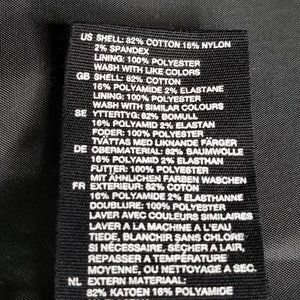 US SHELL: 82% COTTON 16% NYLON
2% SPANDEX
LINING: 100% POLYESTER
WASH WITH LIKE COLORS
GB SHELL: 82% COTTON
16% POLYAMIDE 2% ELASTANE
LINING: 100% POLYESTER
WASH WITH SIMILAR COLOURS
SE YTTERTYG: 82% BOMULL
16% POLYAMID 2% ELASTAN
FODER: 100% POLYESTER
TVÄTTAS MED LIKNANDE FÄRGER
DE OBERMATERIAL: 82% BAUMWOLLE
16% POLYAMID 2% ELASTHAN
FUTTER: 100% POLYESTER
MIT ÄHNLICHEN FARBEN WASCHEN
FR EXTERIEUR: 82% COTON
16% POLYAMIDE 2% ELASTHANNE
DOUBLURE: 100% POLYESTER
LAVER AVEC COULEURS SIMILAIRES
LAVER A LA MACHINE A L'EAU
TIEDE, BLANCHIR SANS CHLORE
SI NÉCESSAIRE, SÉCHER À L'AIR,
REPASSER A TEMPÉRATURE
MOYENNE, OU NETTOYAGE A SEC.
NL EXTERN MATERIAAL:
82% KATOEN 16% POLYAMIDE